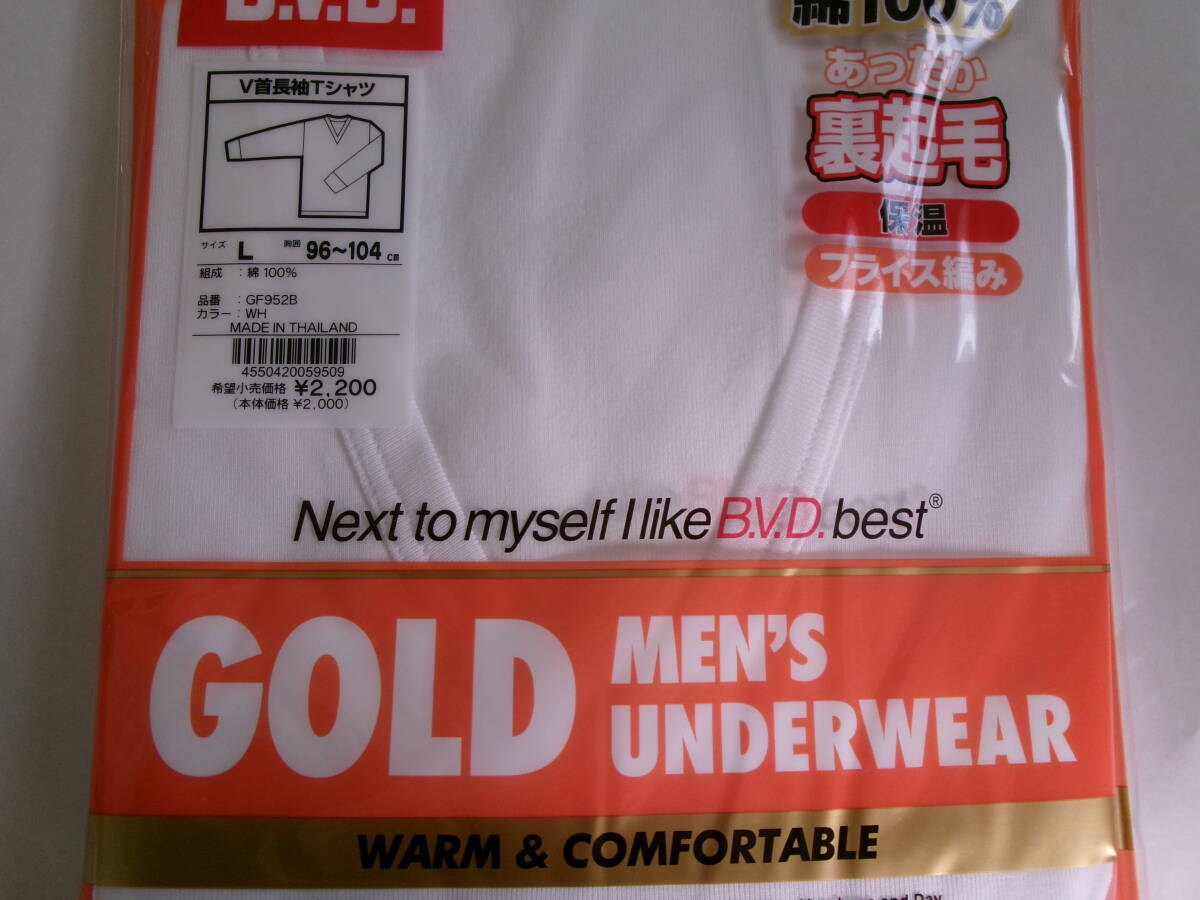 B.V.D.
V首長袖Tシャツ
サイズ L 胸囲 96～104 cm
組成 : 綿 100%
品番 : GF952B
カラー : WH
MADE IN THAILAND
4550420059509
希望小売価格 ¥2,200
(本体価格 ¥2,000)
綿100%
あったか
裏起毛
保温
フライス編み
Next to myself I like B.V.D. best®
GOLD MEN'S
UNDERWEAR
WARM & COMFORTABLE
and Day